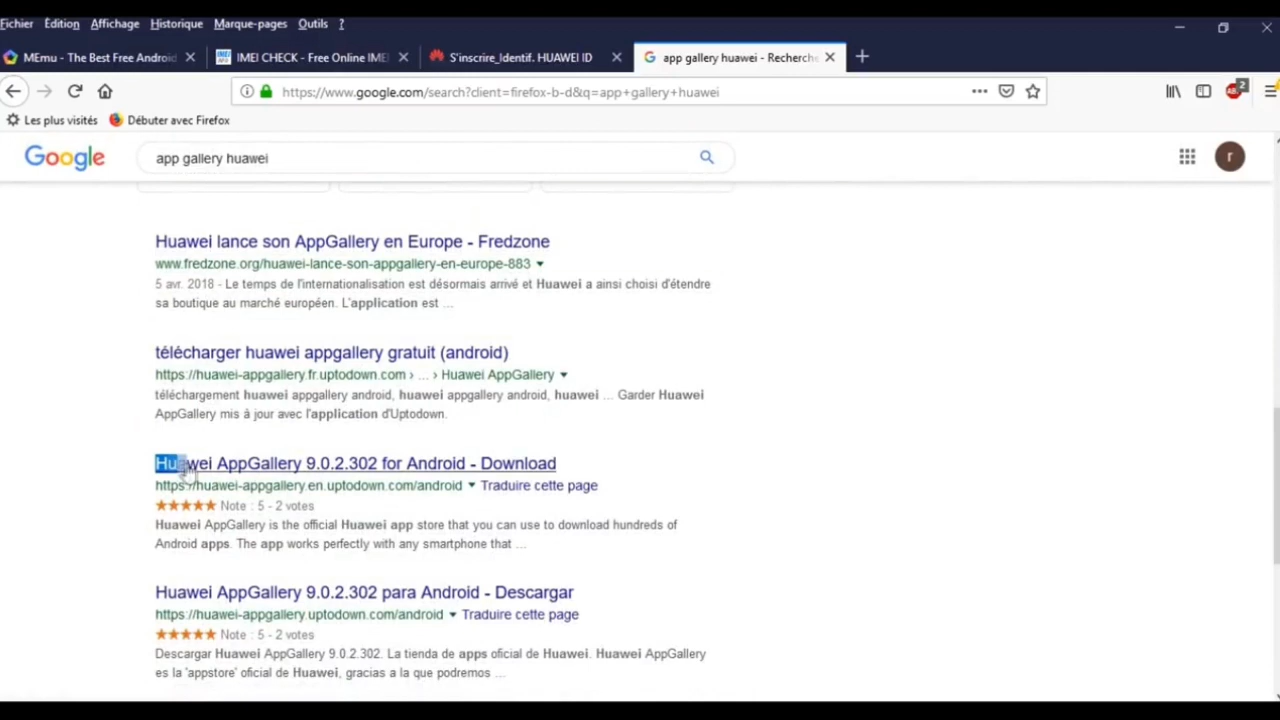 Fichier Édition Affichage Historique Marque-pages Outils ?
MEmu - The Best Free Android IMEI CHECK - Free Online IMEI S'inscrire_Identif. HUAWEI ID app gallery huawei - Recherche
https://www.google.com/search?client=firefox-b-d&q=app+gallery+huawei
Les plus visités Débuter avec Firefox
Google app gallery huawei r
Huawei lance son AppGallery en Europe - Fredzone
www.fredzone.org/huawei-lance-son-appgallery-en-europe-883
5 avr. 2018 - Le temps de l'internationalisation est désormais arrivé et Huawei a ainsi choisi d'étendre
sa boutique au marché européen. L'application est ...
télécharger huawei appgallery gratuit (android)
https://huawei-appgallery.fr.uptodown.com › ... › Huawei AppGallery
téléchargement huawei appgallery android, huawei appgallery android, huawei ... Garder Huawei
AppGallery mis à jour avec l'application d'Uptodown.
Huawei AppGallery 9.0.2.302 for Android - Download
https://huawei-appgallery.en.uptodown.com/android Traduire cette page
Note : 5 - 2 votes
Huawei AppGallery is the official Huawei app store that you can use to download hundreds of
Android apps. The app works perfectly with any smartphone that ...
Huawei AppGallery 9.0.2.302 para Android - Descargar
https://huawei-appgallery.uptodown.com/android Traduire cette page
Note : 5 - 2 votes
Descargar Huawei AppGallery 9.0.2.302. La tienda de apps oficial de Huawei. Huawei AppGallery
es la 'appstore' oficial de Huawei, gracias a la que podremos ...